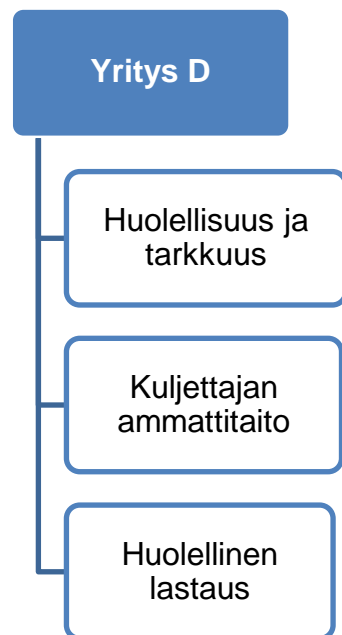 Yritys D
Huolellisuus ja
tarkkuus
Kuljettajan
ammattitaito
Huolellinen
lastaus